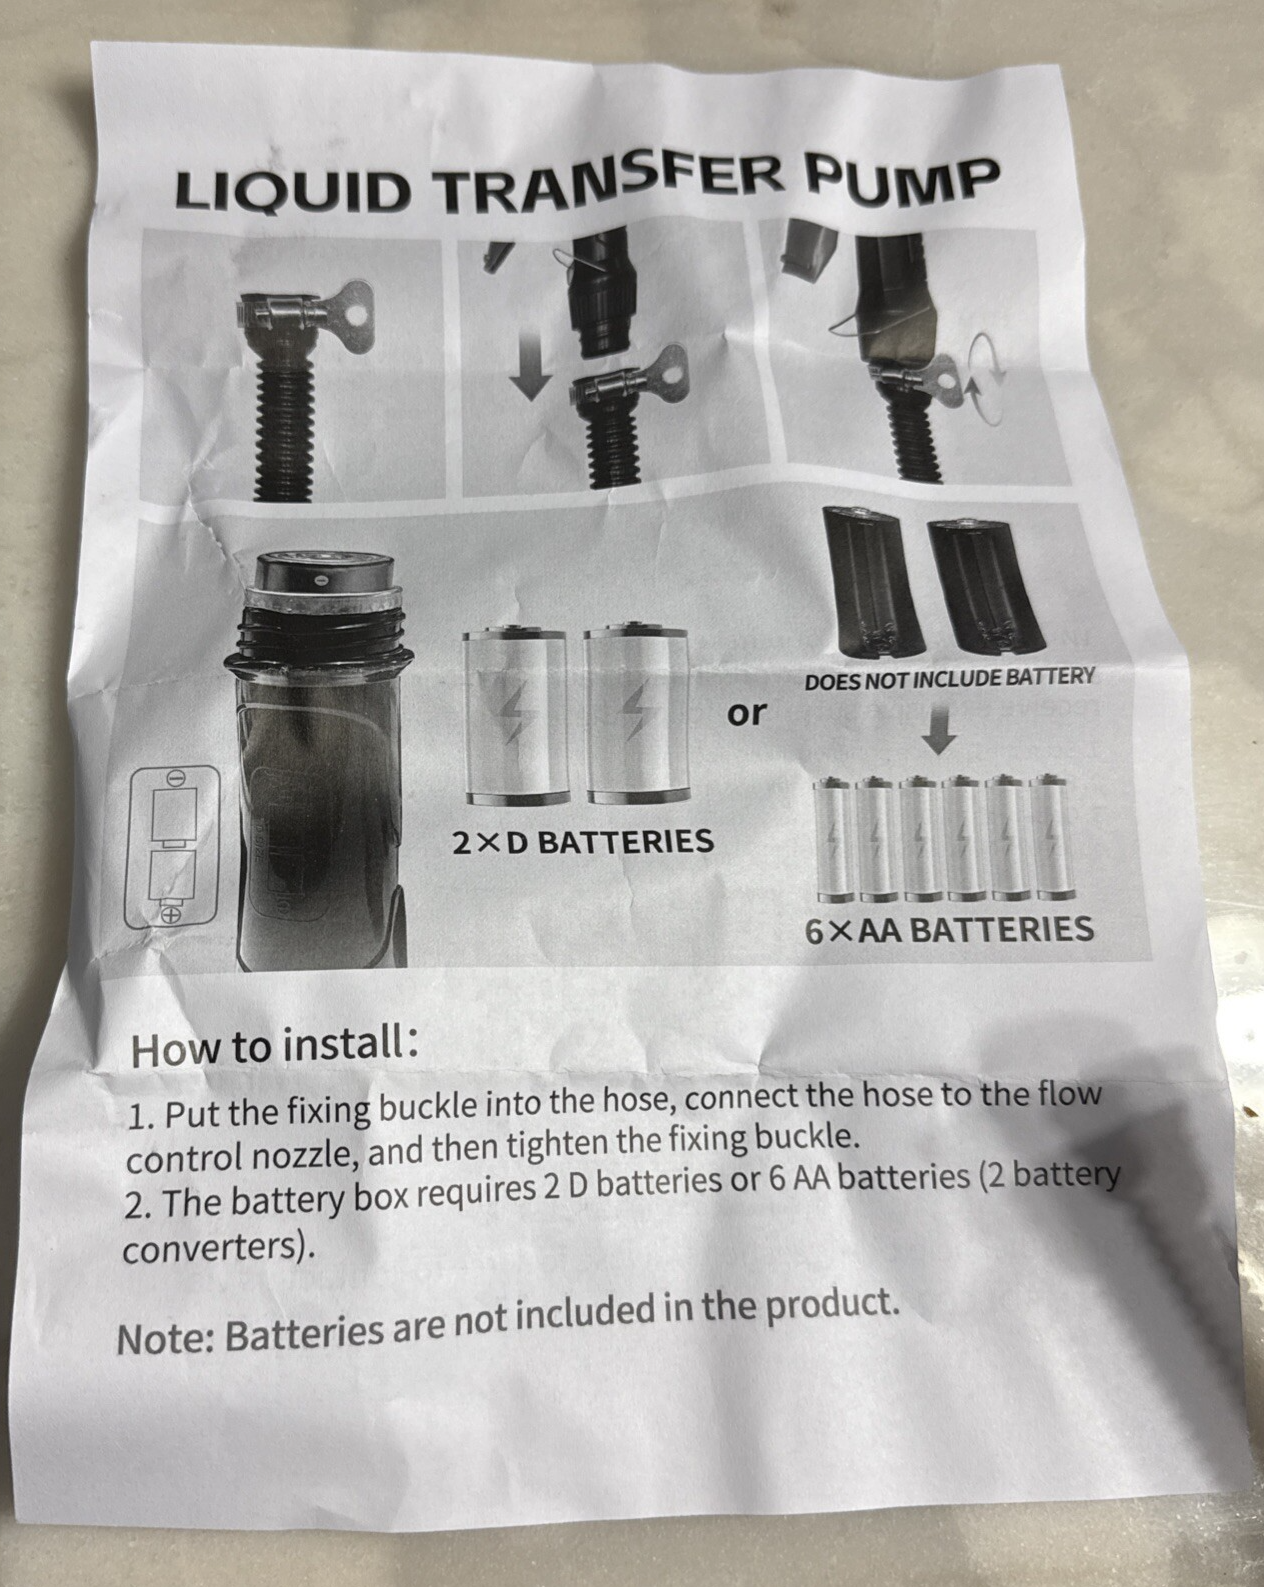 LIQUID TRANSFER PUMP
DOES NOT INCLUDE BATTERY
or
2×D BATTERIES
6×AA BATTERIES
How to install:
1. Put the fixing buckle into the hose, connect the hose to the flow
control nozzle, and then tighten the fixing buckle.
2. The battery box requires 2 D batteries or 6 AA batteries (2 battery
converters).
Note: Batteries are not included in the product.